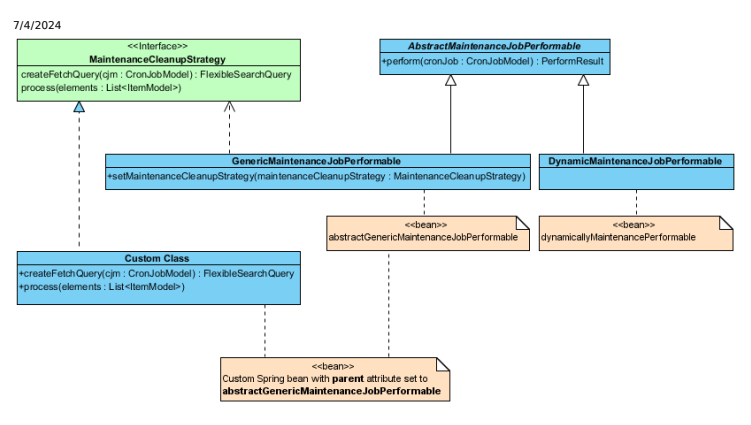 7/4/2024
<<Interface>>
MaintenanceCleanupStrategy
createFetchQuery(cjm : CronJobModel) : FlexibleSearchQuery
process(elements : List<ItemModel>)
AbstractMaintenanceJobPerformable
+perform(cronJob : CronJobModel) : PerformResult
GenericMaintenanceJobPerformable
+setMaintenanceCleanupStrategy(maintenanceCleanupStrategy : MaintenanceCleanupStrategy)
DynamicMaintenanceJobPerformable
<<bean>>
abstractGenericMaintenanceJobPerformable
<<bean>>
dynamicallyMaintenancePerformable
Custom Class
+createFetchQuery(cjm : CronJobModel) : FlexibleSearchQuery
+process(elements : List<ItemModel>)
<<bean>>
Custom Spring bean with parent attribute set to
abstractGenericMaintenanceJobPerformable